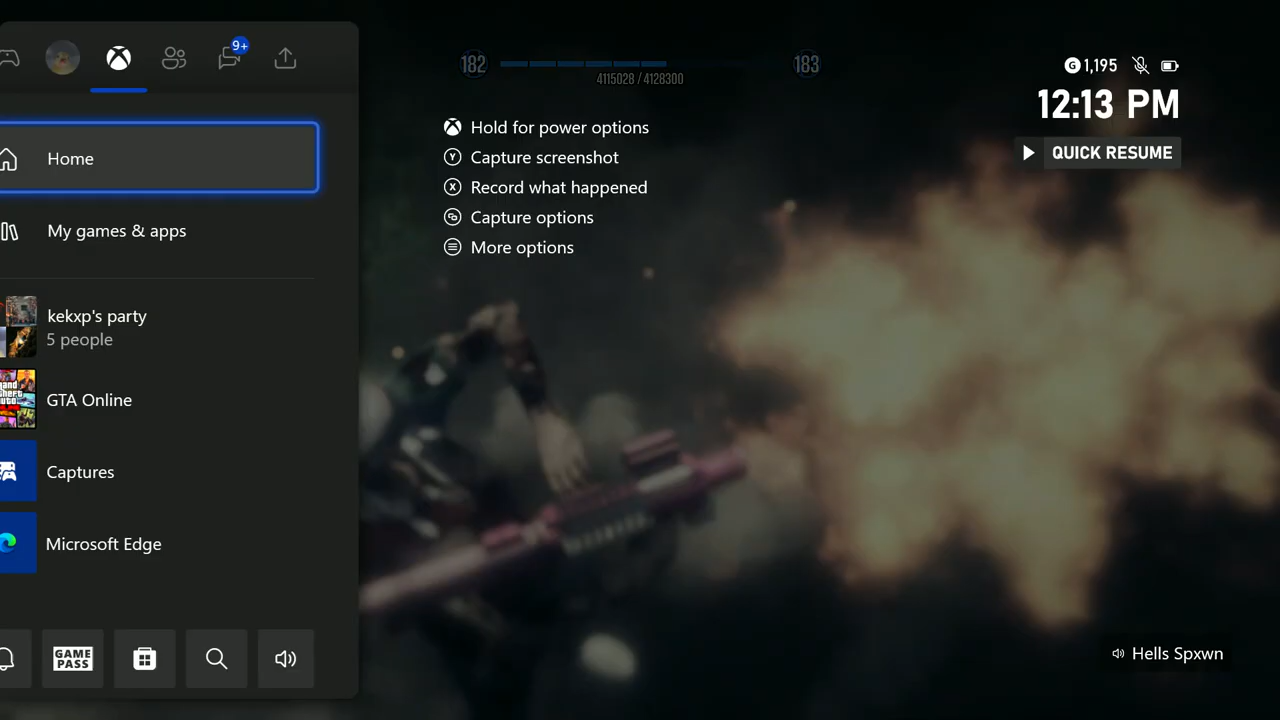 9+
Home
My games & apps
kekxp's party
5 people
GTA Online
Captures
Microsoft Edge
GAME
PASS
182
183
4115028 / 4128300
Hold for power options
Y
Capture screenshot
X
Record what happened
Capture options
More options
G 1,195
12:13 PM
QUICK RESUME
Hells Spxwn